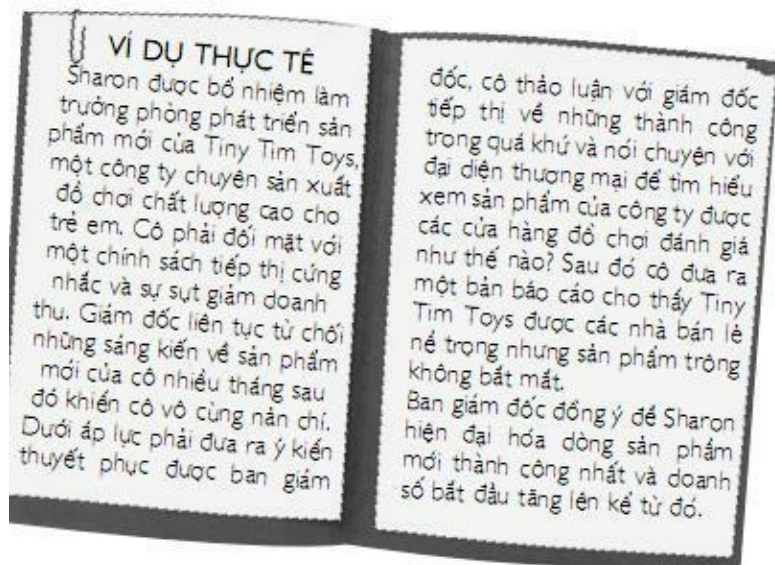 VÍ DỤ THỰC TẾ
Sharon được bổ nhiệm làm
trưởng phòng phát triển sản
phẩm mới của Tiny Tim Toys,
một công ty chuyên sản xuất
đồ chơi chất lượng cao cho
trẻ em. Cô phải đối mặt với
một chính sách tiếp thị cứng
nhắc và sự sụt giảm doanh
thu. Giám đốc liên tục từ chối
những sáng kiến về sản phẩm
mới của cô nhiều tháng sau
đó khiến cô vô cùng nản chí.
Dưới áp lực phải đưa ra ý kiến
thuyết phục được ban giám
đốc, cô thảo luận với giám đốc
tiếp thị về những thành công
trong quá khứ và nói chuyện với
đại diện thương mại để tìm hiểu
xem sản phẩm của công ty được
các cửa hàng đồ chơi đánh giá
như thế nào? Sau đó cô đưa ra
một bản báo cáo cho thấy Tiny
Tim Toys được các nhà bán lẻ
nể trọng nhưng sản phẩm trông
không bắt mắt.
Ban giám đốc đồng ý để Sharon
hiện đại hóa dòng sản phẩm
mới thành công nhất và doanh
số bắt đầu tăng lên kể từ đó.